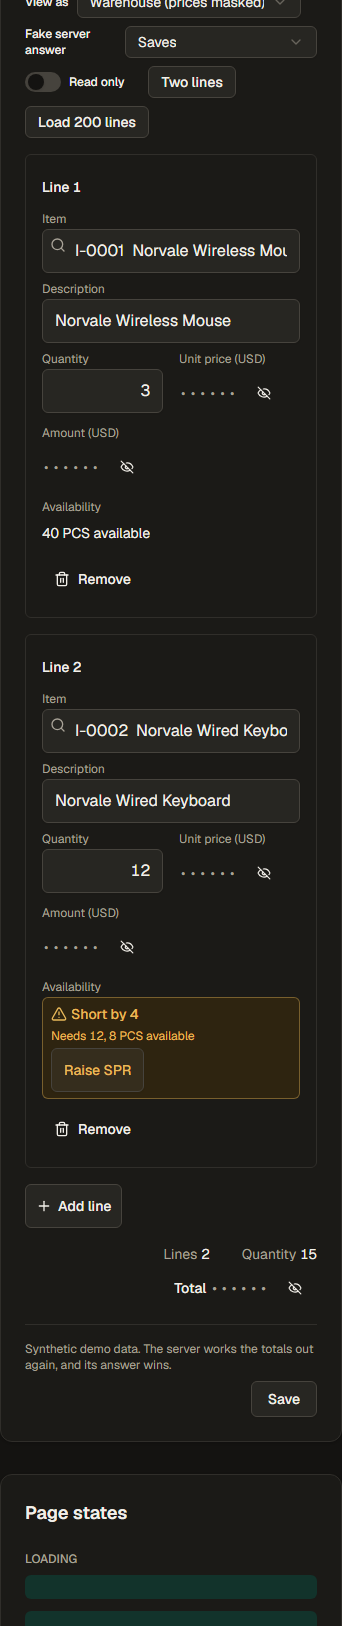 View as Warehouse (prices masked)
Fake server
answer
Saves
Read only Two lines
Load 200 lines
Line 1
Item
I-0001 Norvale Wireless Mou
Description
Norvale Wireless Mouse
Quantity Unit price (USD)
3 ••••••
Amount (USD)
••••••
Availability
40 PCS available
Remove
Line 2
Item
I-0002 Norvale Wired Keybo
Description
Norvale Wired Keyboard
Quantity Unit price (USD)
12 ••••••
Amount (USD)
••••••
Availability
Short by 4
Needs 12, 8 PCS available
Raise SPR
Remove
+ Add line
Lines 2 Quantity 15
Total ••••••
Synthetic demo data. The server works the totals out
again, and its answer wins.
Save
Page states
LOADING